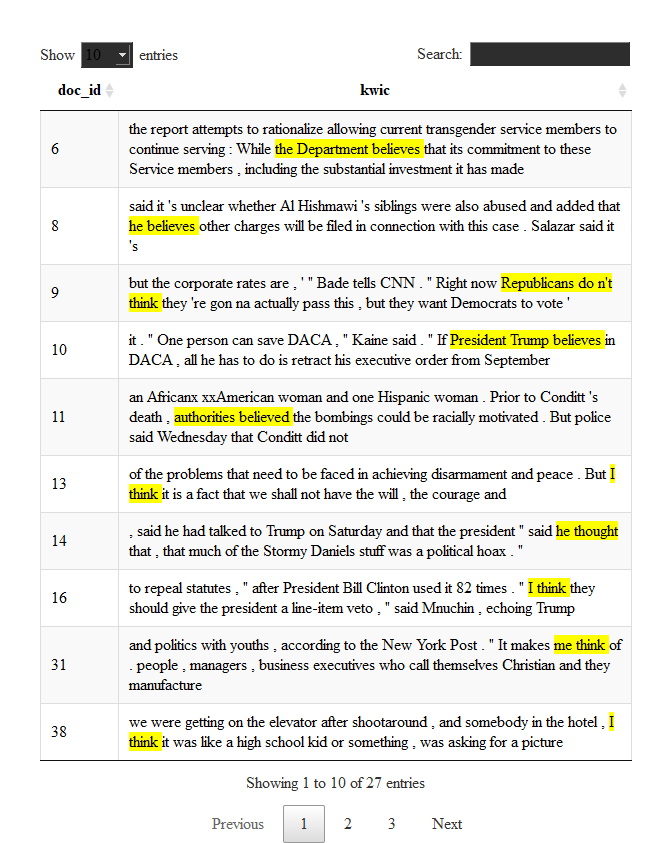 Show 10 entries Search:
doc_id kwic
6 the report attempts to rationalize allowing current transgender service members to
continue serving : While the Department believes that its commitment to these
Service members , including the substantial investment it has made
8 said it 's unclear whether Al Hishmawi 's siblings were also abused and added that
he believes other charges will be filed in connection with this case . Salazar said it
's
9 but the corporate rates are , ' " Bade tells CNN . " Right now Republicans do n't
think they 're gon na actually pass this , but they want Democrats to vote '
10 it . " One person can save DACA , " Kaine said . " If President Trump believes in
DACA , all he has to do is retract his executive order from September
11 an Africanx xxAmerican woman and one Hispanic woman . Prior to Conditt 's
death , authorities believed the bombings could be racially motivated . But police
said Wednesday that Conditt did not
13 of the problems that need to be faced in achieving disarmament and peace . But I
think it is a fact that we shall not have the will , the courage and
14 , said he had talked to Trump on Saturday and that the president " said he thought
that , that much of the Stormy Daniels stuff was a political hoax . "
16 to repeal statutes , " after President Bill Clinton used it 82 times . " I think they
should give the president a line-item veto , " said Mnuchin , echoing Trump
31 and politics with youths , according to the New York Post . " It makes me think of
. people , managers , business executives who call themselves Christian and they
manufacture
38 we were getting on the elevator after shootaround , and somebody in the hotel , I
think it was like a high school kid or something , was asking for a picture
Showing 1 to 10 of 27 entries
Previous 1 2 3 Next